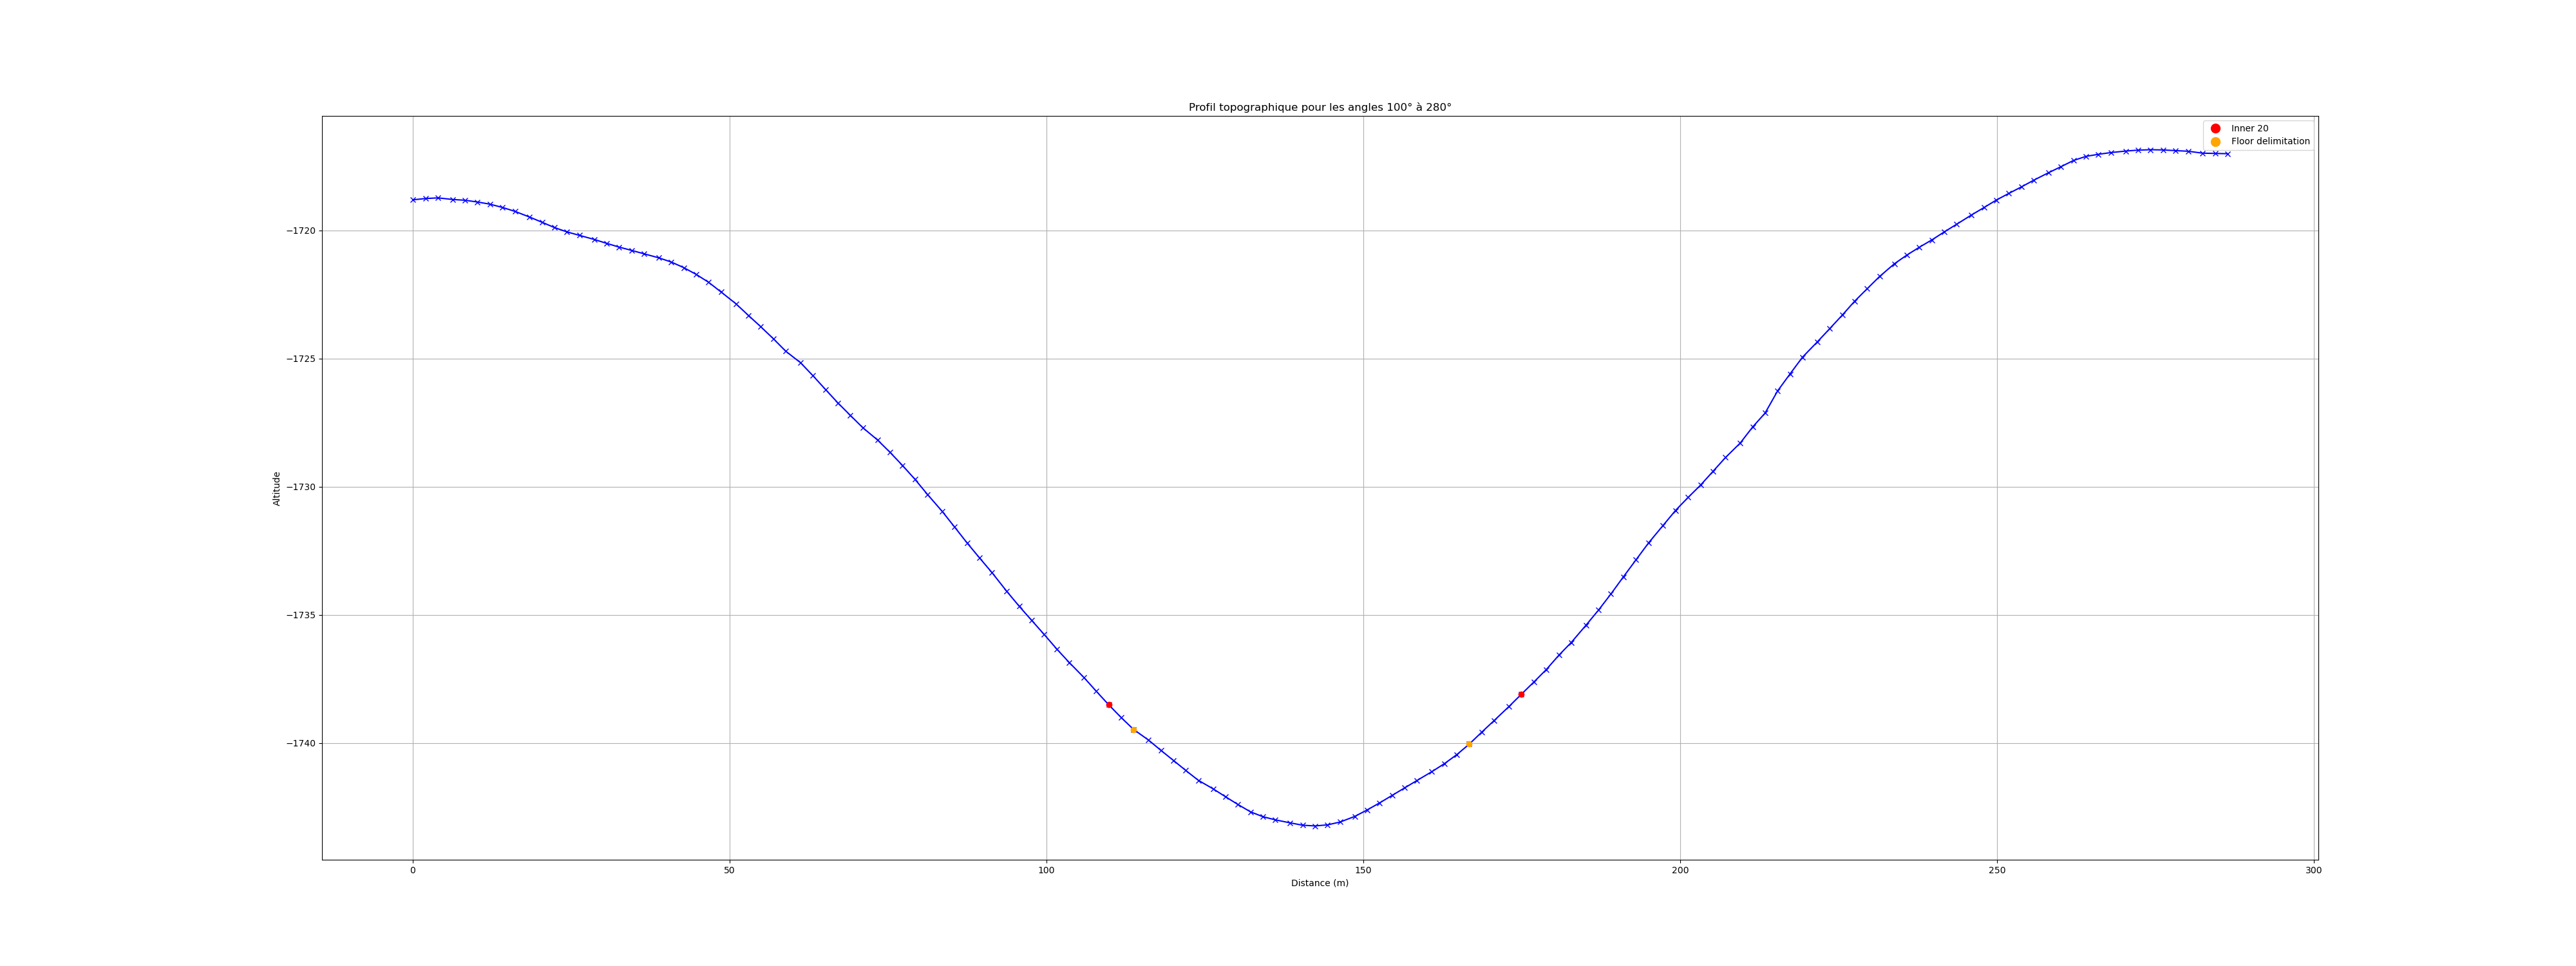 Profil topographique pour les angles 100° à 280°
Inner 20
Floor delimitation
Altitude
−1720
−1725
−1730
−1735
−1740
0 50 100 150 200 250 300
Distance (m)